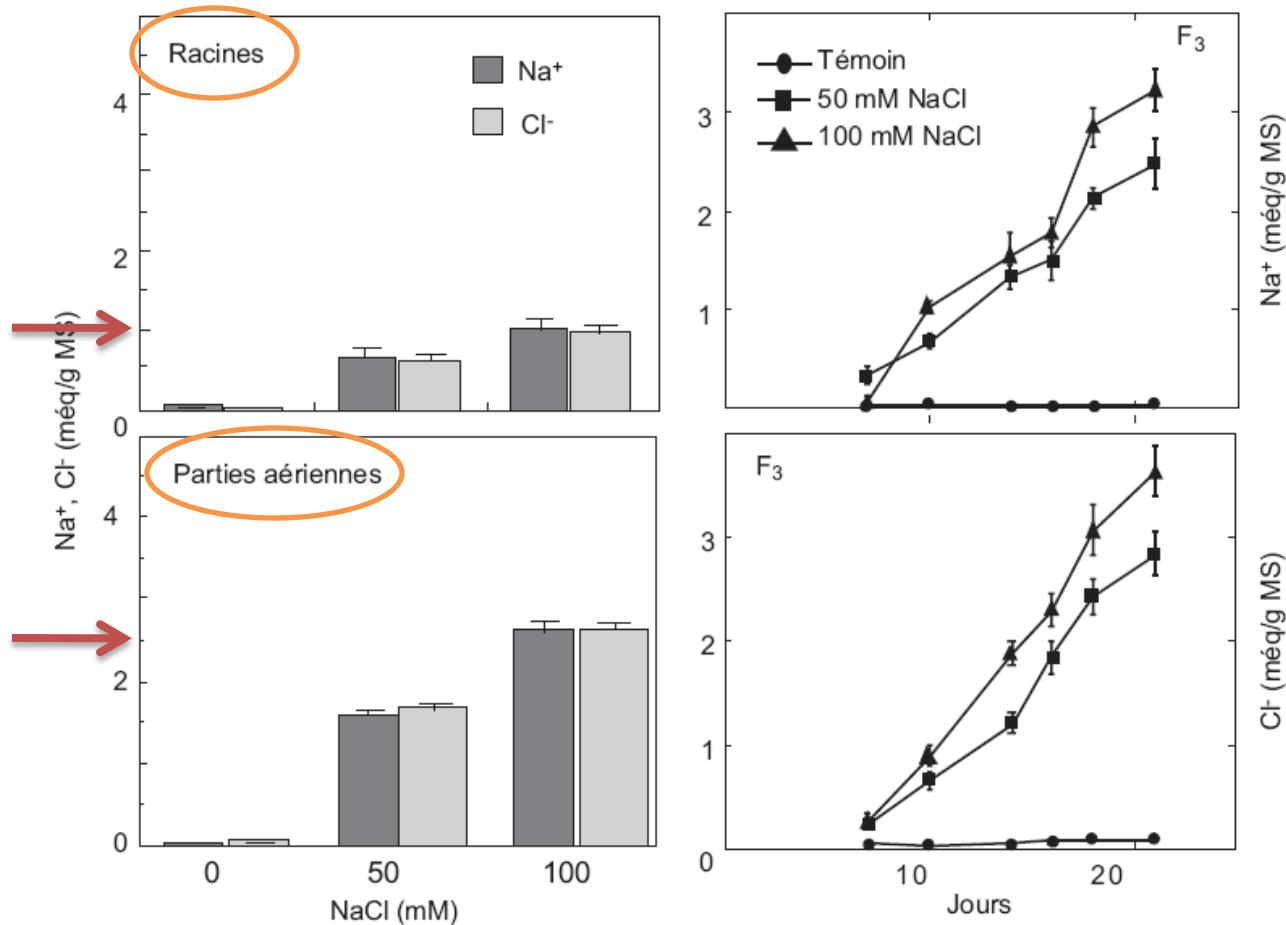 Racines
Na⁺
Cl⁻
4
2
0
Na⁺, Cl⁻ (méq/g MS)
Parties aériennes
4
2
0
0
50
100
NaCl (mM)
F₃
Témoin
50 mM NaCl
100 mM NaCl
3
2
1
Na⁺ (méq/g MS)
F₃
3
2
1
0
Cl⁻ (méq/g MS)
10
20
Jours